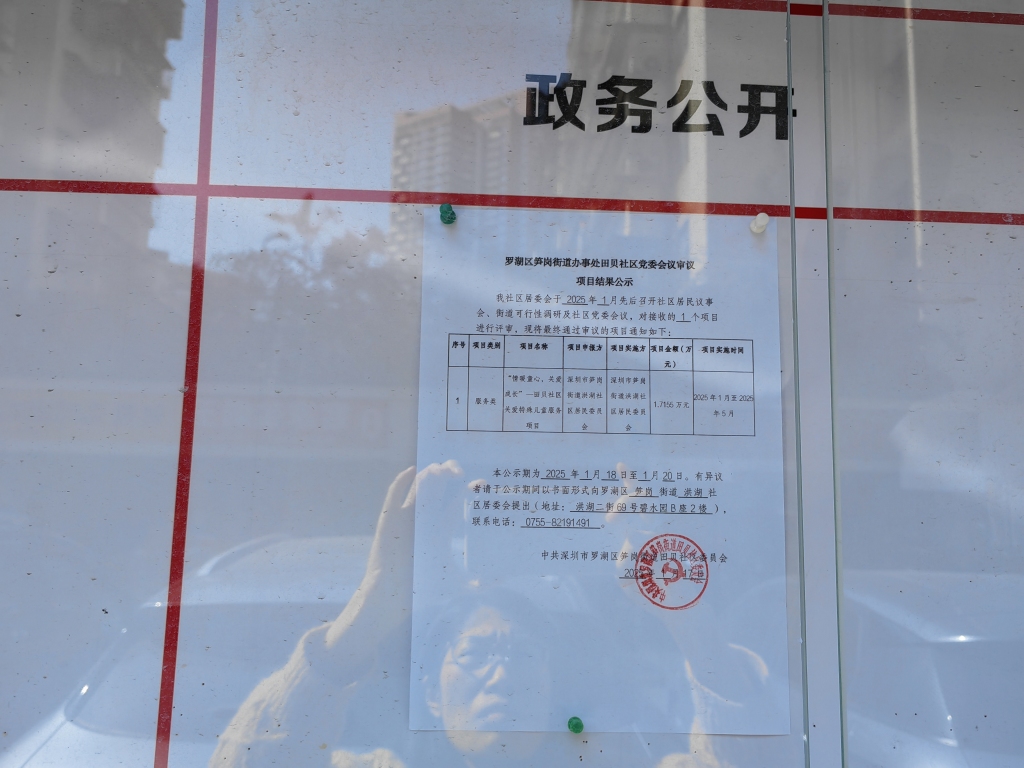 政务公开
罗湖区笋岗街道办事处田贝社区党委会议审议
项目结果公示
我社区居委会于 2025 年 1 月先后召开社区居民议事
会、街道可行性调研及社区党委会议，对接收的 1 个项目
进行评审，现将最终通过审议的项目通知如下：
序号 项目类别 项目名称 项目申报方 项目实施方 项目金额（万元） 项目实施时间
1 服务类 “情暖童心，关爱成长”—田贝社区关爱特殊儿童服务项目 深圳市笋岗街道洪湖社区居民委员会 深圳市笋岗街道洪湖社区居民委员会 1.7155 万元 2025 年 1 月至 2025 年 5 月
本公示期为 2025 年 1 月 18 日至 1 月 20 日。有异议
者请于公示期间以书面形式向罗湖区 笋岗 街道 洪湖 社
区居委会提出（地址： 洪湖二街 69 号碧水园 B 座 2 楼 ），
联系电话： 0755-82191491 。
中共深圳市罗湖区笋岗街道田贝社区委员会
17 日